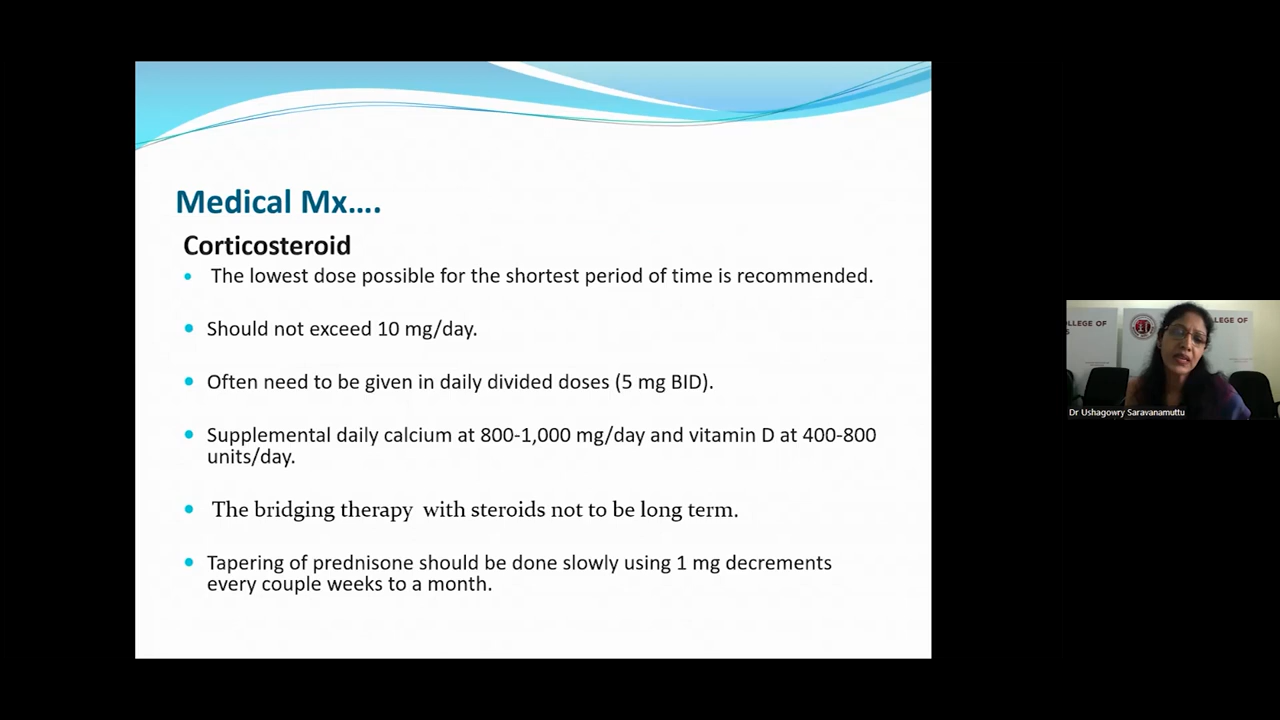 Medical Mx....
Corticosteroid
• The lowest dose possible for the shortest period of time is recommended.
• Should not exceed 10 mg/day.
• Often need to be given in daily divided doses (5 mg BID).
• Supplemental daily calcium at 800-1,000 mg/day and vitamin D at 400-800
units/day.
• The bridging therapy with steroids not to be long term.
• Tapering of prednisone should be done slowly using 1 mg decrements
every couple weeks to a month.
LLEGE OF
LEGE OF
Dr Ushagowry Saravanamuttu